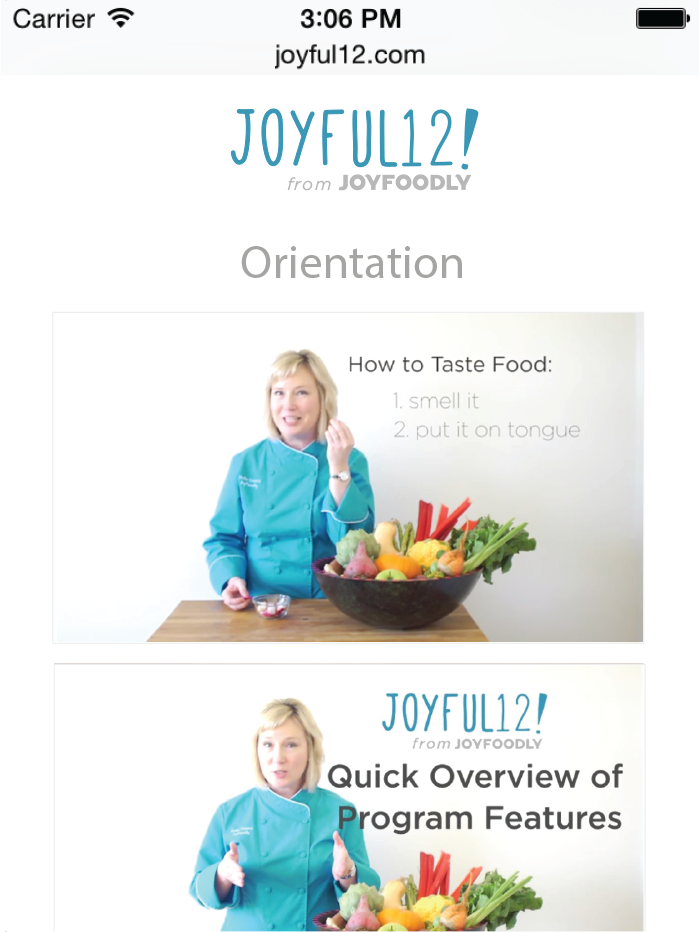 Carrier 3:06 PM
joyful12.com
JOYFUL12!
from JOYFOODLY
Orientation
How to Taste Food:
1. smell it
2. put it on tongue
JOYFUL12!
from JOYFOODLY
Quick Overview of
Program Features